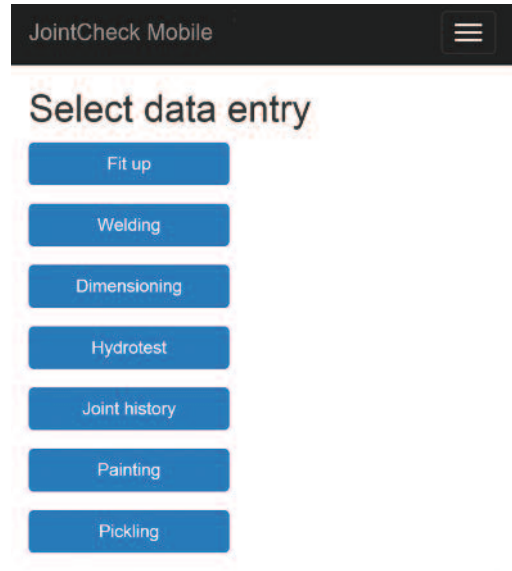 JointCheck Mobile
Select data entry
Fit up
Welding
Dimensioning
Hydrotest
Joint history
Painting
Pickling